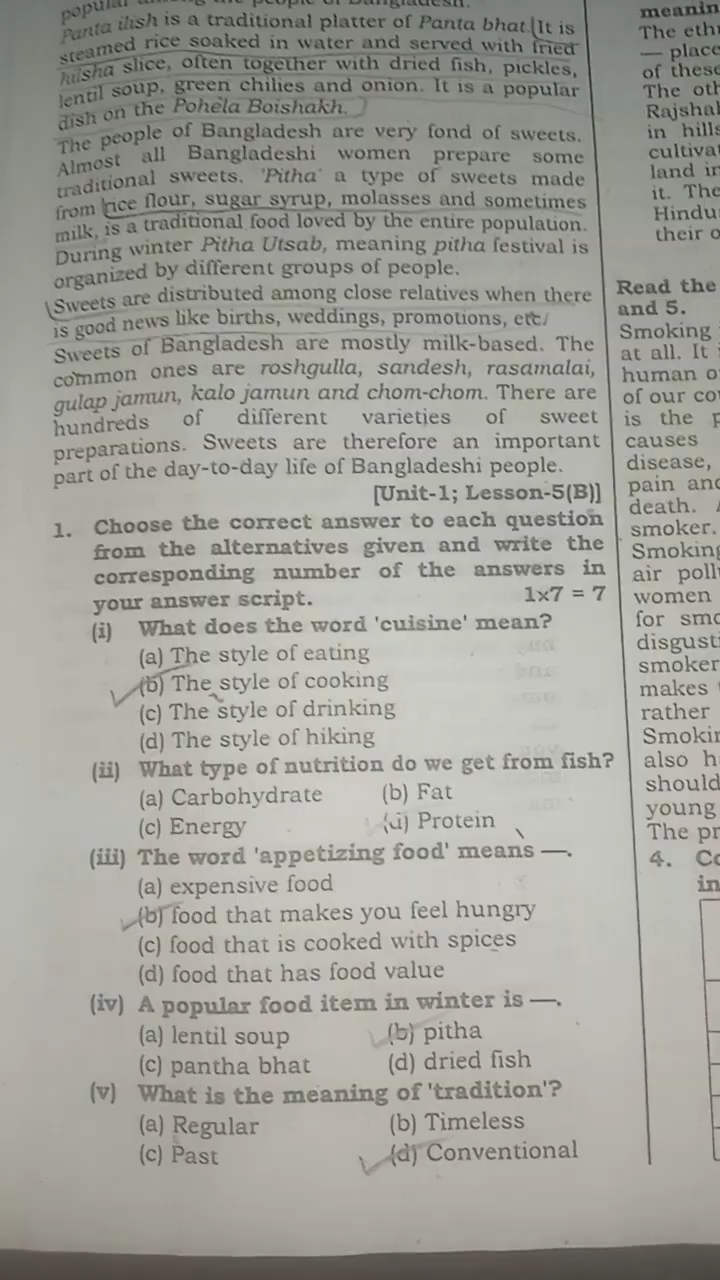 popular among the people of Bangladesh.
Panta ilish is a traditional platter of Panta bhat. It is
steamed rice soaked in water and served with fried
hilsha slice, often together with dried fish, pickles,
lentil soup, green chilies and onion. It is a popular
dish on the Pohela Boishakh.
The people of Bangladesh are very fond of sweets.
Almost all Bangladeshi women prepare some
traditional sweets. 'Pitha' a type of sweets made
from rice flour, sugar syrup, molasses and sometimes
milk, is a traditional food loved by the entire population.
During winter Pitha Utsab, meaning pitha festival is
organized by different groups of people.
Sweets are distributed among close relatives when there
is good news like births, weddings, promotions, etc.
Sweets of Bangladesh are mostly milk-based. The
common ones are roshgulla, sandesh, rasamalai,
gulap jamun, kalo jamun and chom-chom. There are
hundreds of different varieties of sweet
preparations. Sweets are therefore an important
part of the day-to-day life of Bangladeshi people.
[Unit-1; Lesson-5(B)]
1. Choose the correct answer to each question
from the alternatives given and write the
corresponding number of the answers in
your answer script. 1x7 = 7
(i) What does the word 'cuisine' mean?
(a) The style of eating
(b) The style of cooking
(c) The style of drinking
(d) The style of hiking
(ii) What type of nutrition do we get from fish?
(a) Carbohydrate (b) Fat
(c) Energy (d) Protein
(iii) The word 'appetizing food' means —.
(a) expensive food
(b) food that makes you feel hungry
(c) food that is cooked with spices
(d) food that has food value
(iv) A popular food item in winter is —.
(a) lentil soup (b) pitha
(c) pantha bhat (d) dried fish
(v) What is the meaning of 'tradition'?
(a) Regular (b) Timeless
(c) Past (d) Conventional
The
— place
of these
The
in hills
land
it. The
Hindu
their
Read the
and 5.
Smoking
at all. It
human
of our
is the
causes
disease,
pain and
death.
smoker.
Smoking
air
women
for
smoker
makes
rather
also
should
young
The
4.
in